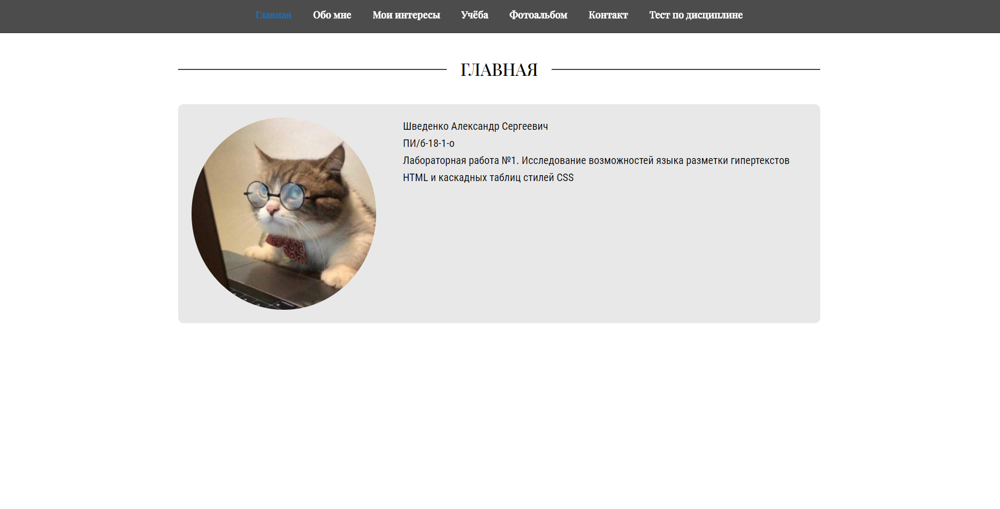 Главная Обо мне Мои интересы Учёба Фотоальбом Контакт Тест по дисциплине
ГЛАВНАЯ
Шведенко Александр Сергеевич
ПИ/б-18-1-о
Лабораторная работа №1. Исследование возможностей языка разметки гипертекстов
HTML и каскадных таблиц стилей CSS